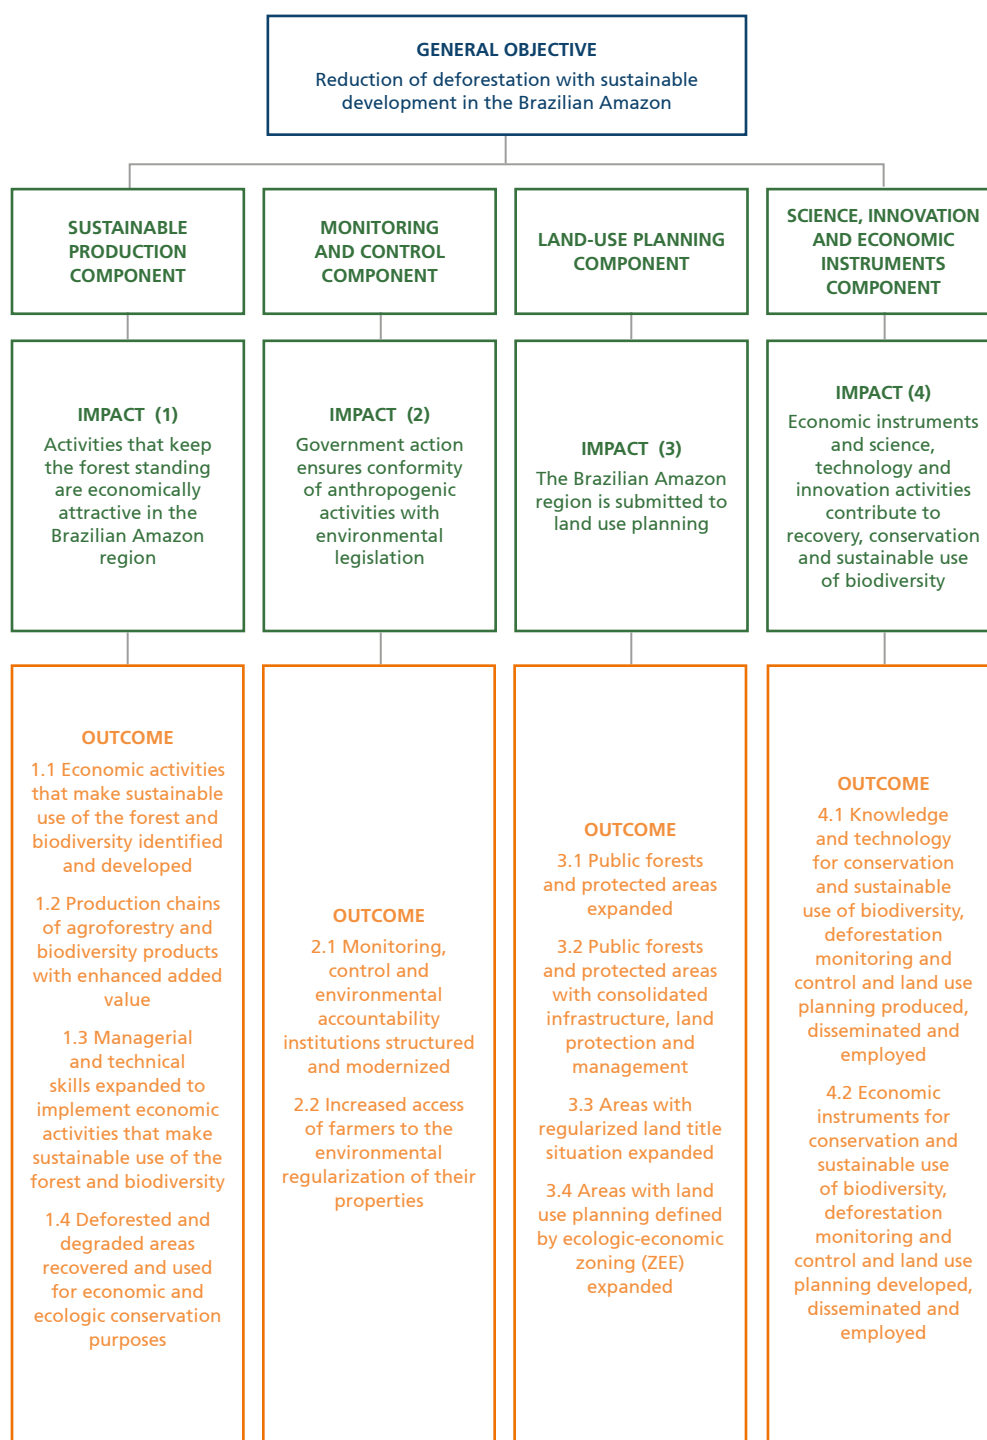 GENERAL OBJECTIVE
Reduction of deforestation with sustainable
development in the Brazilian Amazon
SUSTAINABLE
PRODUCTION
COMPONENT
MONITORING
AND CONTROL
COMPONENT
LAND-USE PLANNING
COMPONENT
SCIENCE, INNOVATION
AND ECONOMIC
INSTRUMENTS
COMPONENT
IMPACT (1)
Activities that keep
the forest standing
are economically
attractive in the
Brazilian Amazon
region
IMPACT (2)
Government action
ensures conformity
of anthropogenic
activities with
environmental
legislation
IMPACT (3)
The Brazilian Amazon
region is submitted to
land use planning
IMPACT (4)
Economic instruments
and science,
technology and
innovation activities
contribute to
recovery, conservation
and sustainable use
of biodiversity
OUTCOME
1.1 Economic activities
that make sustainable
use of the forest and
biodiversity identified
and developed
1.2 Production chains
of agroforestry and
biodiversity products
with enhanced added
value
1.3 Managerial
and technical
skills expanded to
implement economic
activities that make
sustainable use of the
forest and biodiversity
1.4 Deforested and
degraded areas
recovered and used
for economic and
ecologic conservation
purposes
OUTCOME
2.1 Monitoring,
control and
environmental
accountability
institutions structured
and modernized
2.2 Increased access
of farmers to the
environmental
regularization of their
properties
OUTCOME
3.1 Public forests
and protected areas
expanded
3.2 Public forests
and protected areas
with consolidated
infrastructure, land
protection and
management
3.3 Areas with
regularized land title
situation expanded
3.4 Areas with land
use planning defined
by ecologic-economic
zoning (ZEE)
expanded
OUTCOME
4.1 Knowledge
and technology
for conservation
and sustainable
use of biodiversity,
deforestation
monitoring and
control and land use
planning produced,
disseminated and
employed
4.2 Economic
instruments for
conservation and
sustainable use
of biodiversity,
deforestation
monitoring and
control and land use
planning developed,
disseminated and
employed